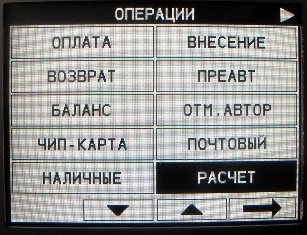 ОПЕРАЦИИ
ОПЛАТА ВНЕСЕНИЕ
ВОЗВРАТ ПРЕАВТ
БАЛАНС ОТМ.АВТОР
ЧИП-КАРТА ПОЧТОВЫЙ
НАЛИЧНЫЕ РАСЧЕТ